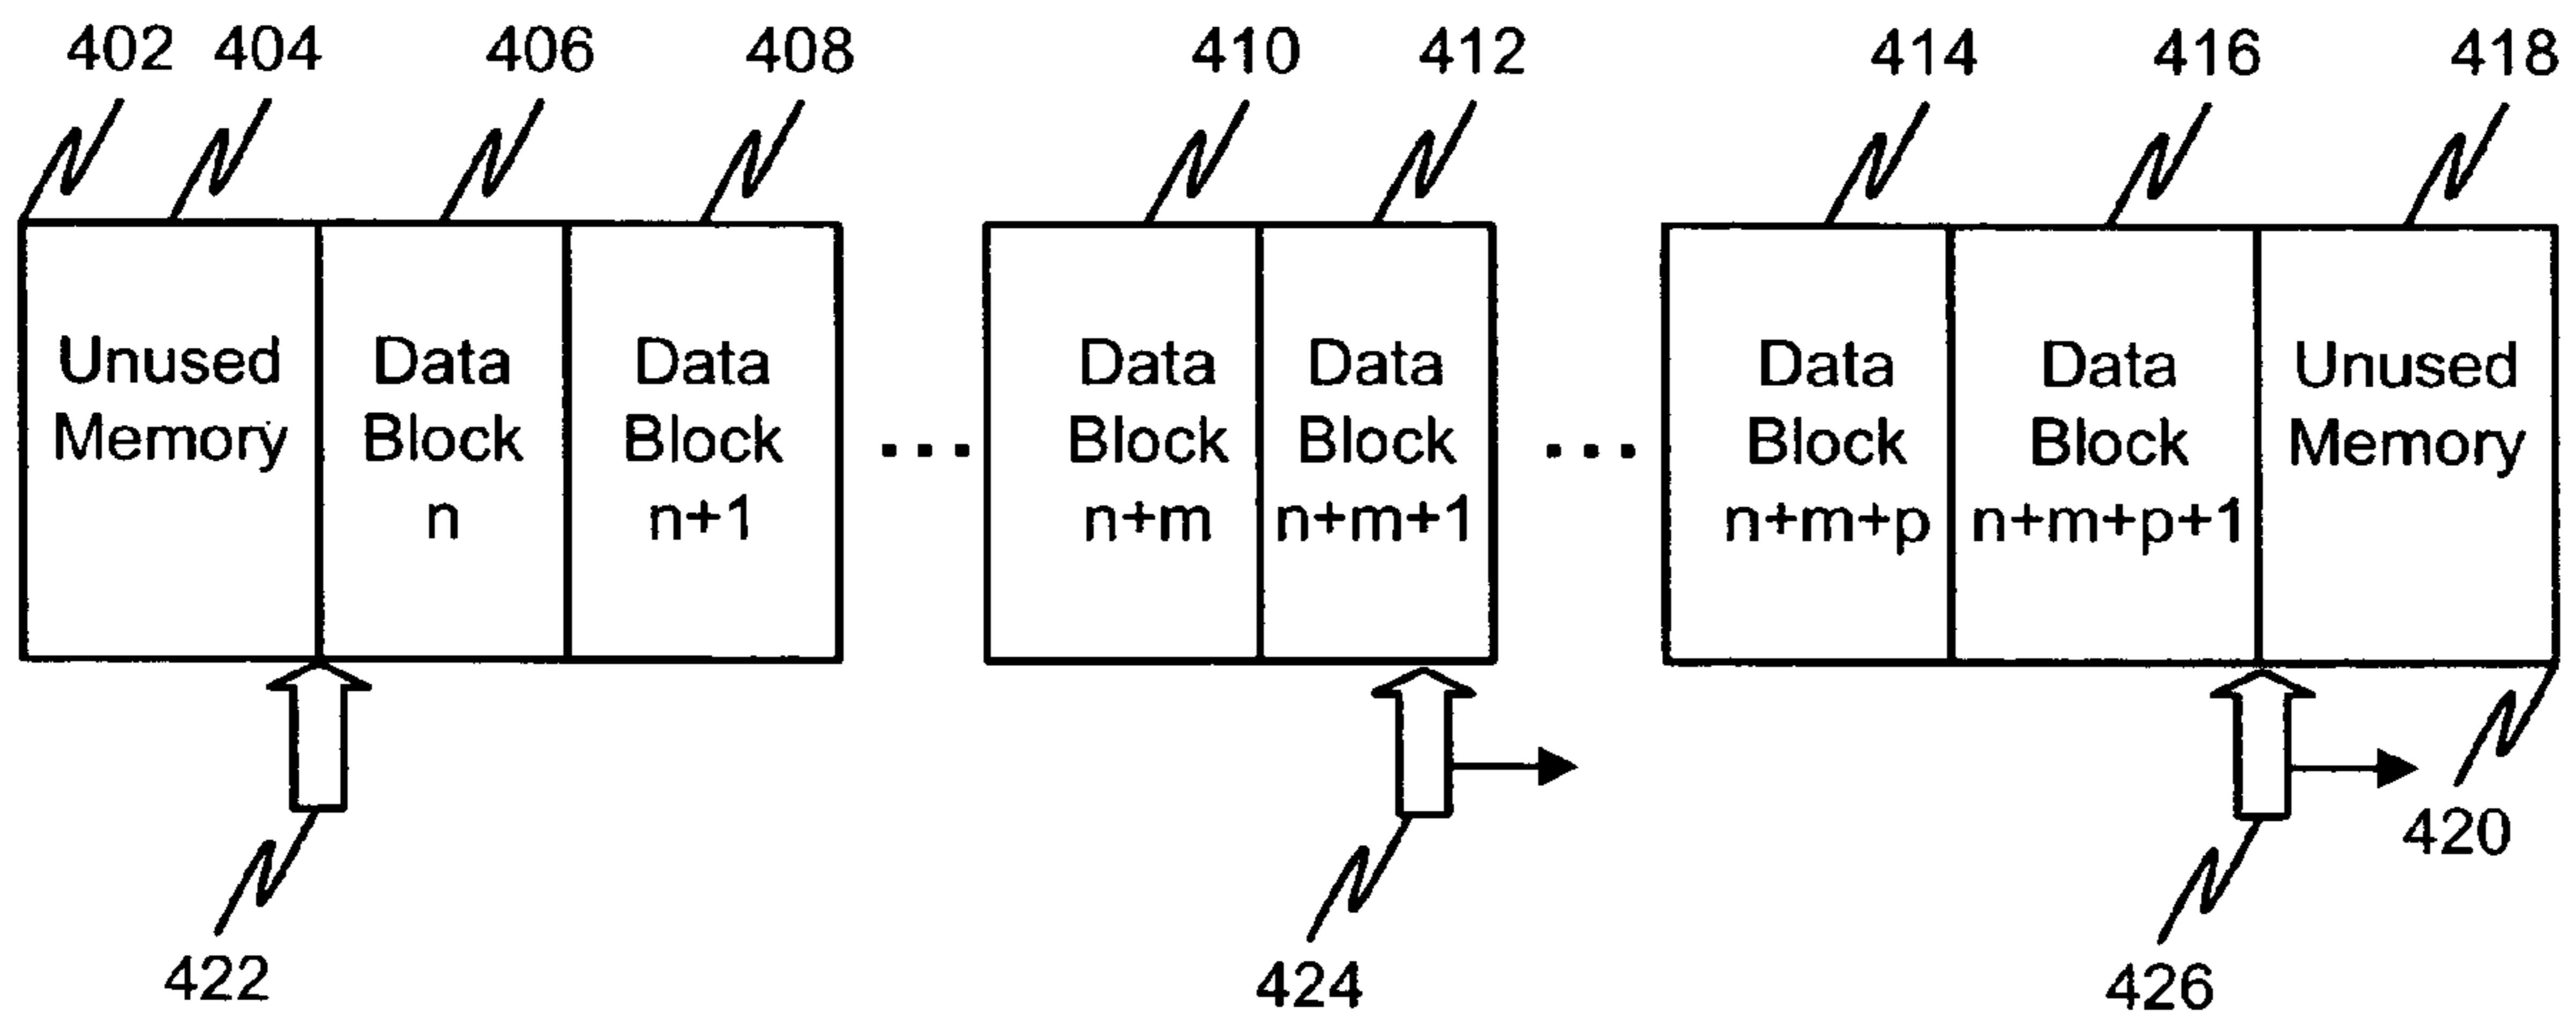 402 404 406 408 410 412 414 416 418
Unused Memory
Data Block n
Data Block n+1
...
Data Block n+m
Data Block n+m+1
...
Data Block n+m+p
Data Block n+m+p+1
Unused Memory
420
422 424 426